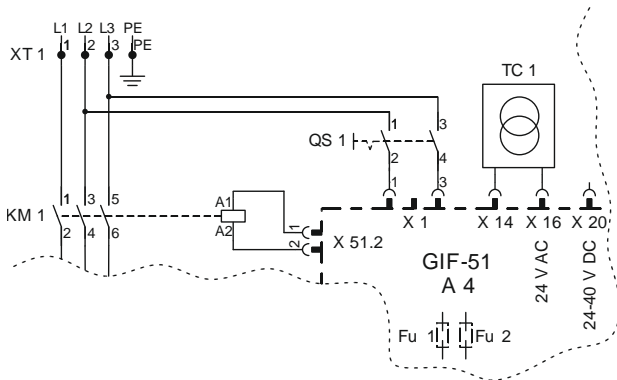 L1 L2 L3 PE
XT 1 1 2 3 PE
TC 1
QS 1 1 3
2 4
1 3
KM 1 1 3 5 A1
2 4 6 A2
1
2
X 51.2
X 1 X 14 X 16 X 20
GIF-51
A 4
24 V AC
24-40 V DC
Fu 1 Fu 2